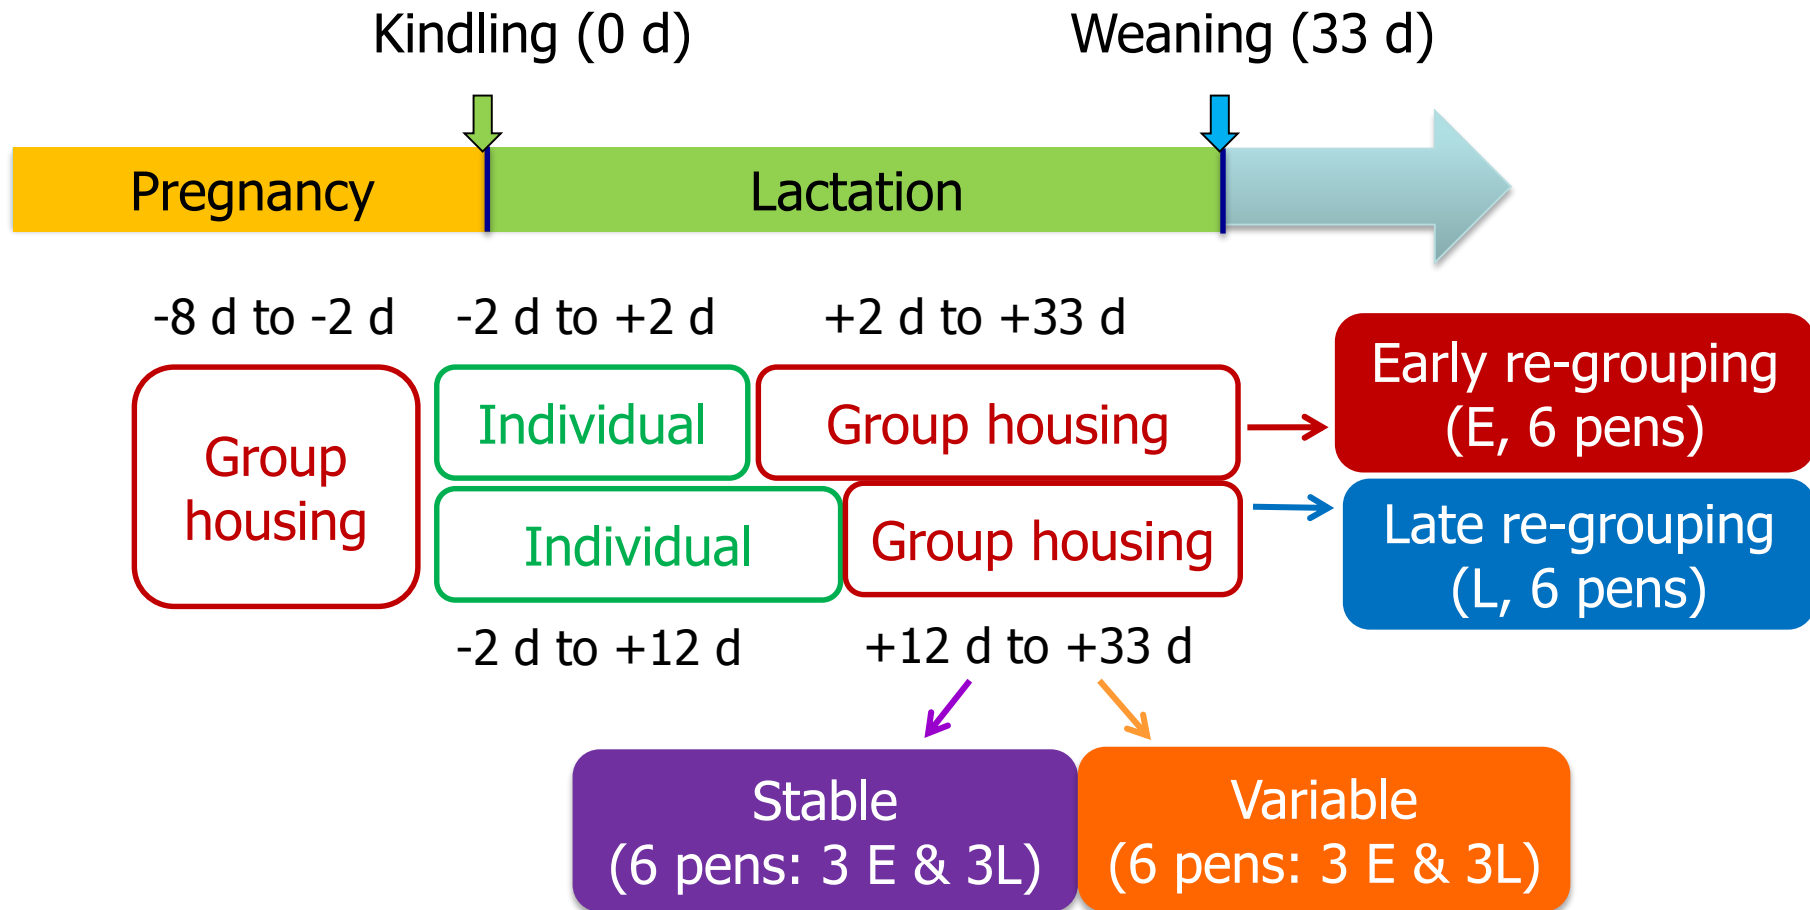 Kindling (0 d)
Weaning (33 d)
Pregnancy
Lactation
-8 d to -2 d
-2 d to +2 d
+2 d to +33 d
Group
housing
Individual
Group housing
Early re-grouping
(E, 6 pens)
Individual
Group housing
Late re-grouping
(L, 6 pens)
-2 d to +12 d
+12 d to +33 d
Stable
(6 pens: 3 E & 3L)
Variable
(6 pens: 3 E & 3L)